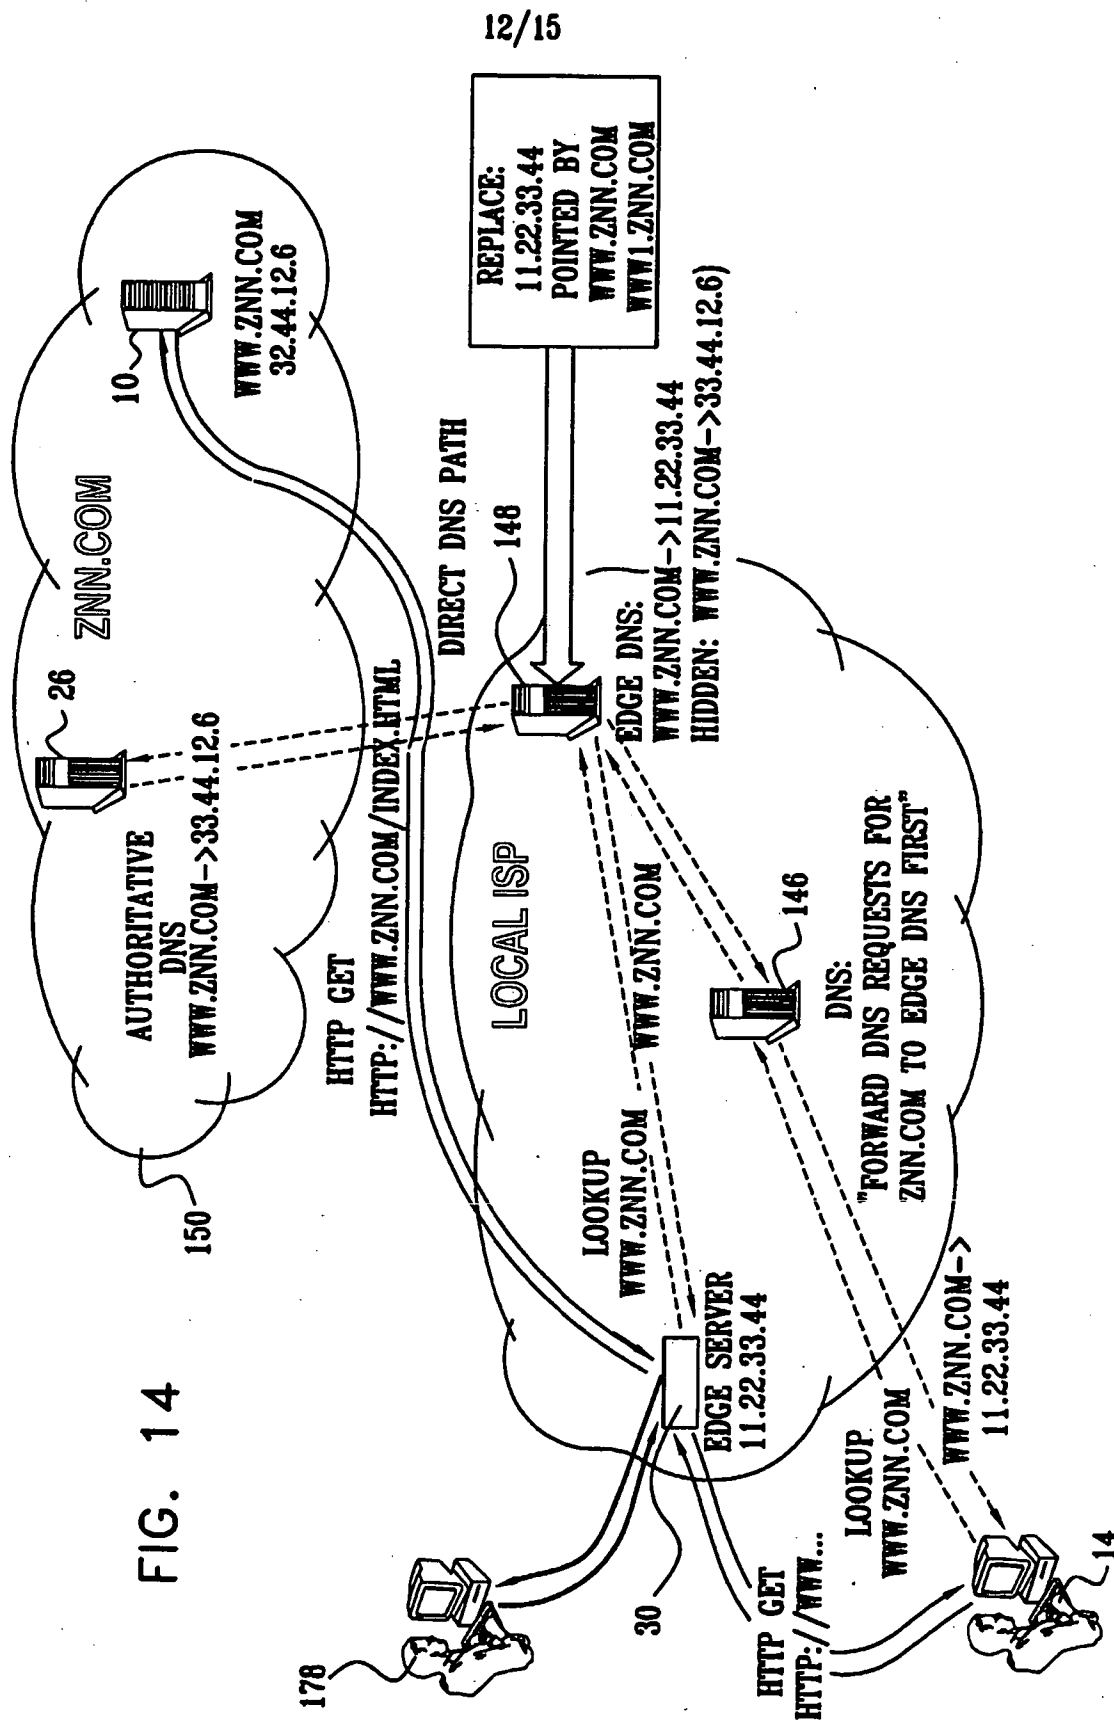 12/15
FIG. 14
ZNN.COM
26
AUTHORITATIVE
DNS
WWW.ZNN.COM->33.44.12.6
10
WWW.ZNN.COM
32.44.12.6
150
HTTP GET
HTTP://WWW.ZNN.COM/INDEX.HTML
DIRECT DNS PATH
148
REPLACE:
11.22.33.44
POINTED BY
WWW.ZNN.COM
WWW1.ZNN.COM
LOCAL ISP
EDGE DNS:
WWW.ZNN.COM->11.22.33.44
HIDDEN: WWW.ZNN.COM->33.44.12.6)
LOOKUP
WWW.ZNN.COM
WWW.ZNN.COM
146
DNS:
"FORWARD DNS REQUESTS FOR
ZNN.COM TO EDGE DNS FIRST"
EDGE SERVER
11.22.33.44
30
178
HTTP GET
HTTP://WWW...
LOOKUP
WWW.ZNN.COM
WWW.ZNN.COM->
11.22.33.44
14